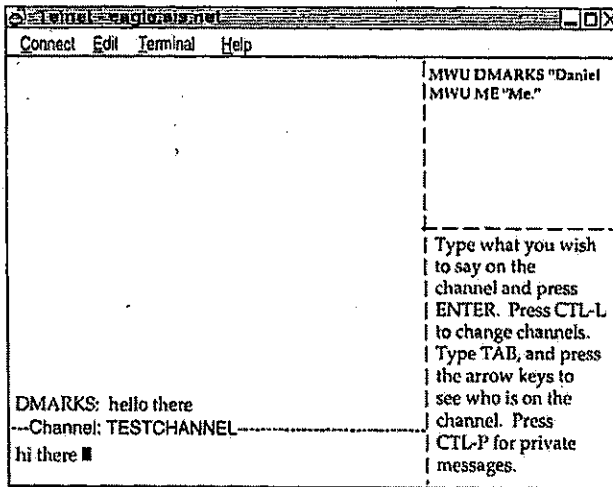 Telnet - eagle.sis.net
Connect Edit Terminal Help
MWU DMARKS "Daniel
MWU ME "Me."
Type what you wish
to say on the
channel and press
ENTER. Press CTL-L
to change channels.
Type TAB, and press
the arrow keys to
see who is on the
channel. Press
CTL-P for private
messages.
DMARKS: hello there
---Channel: TESTCHANNEL---
hi there